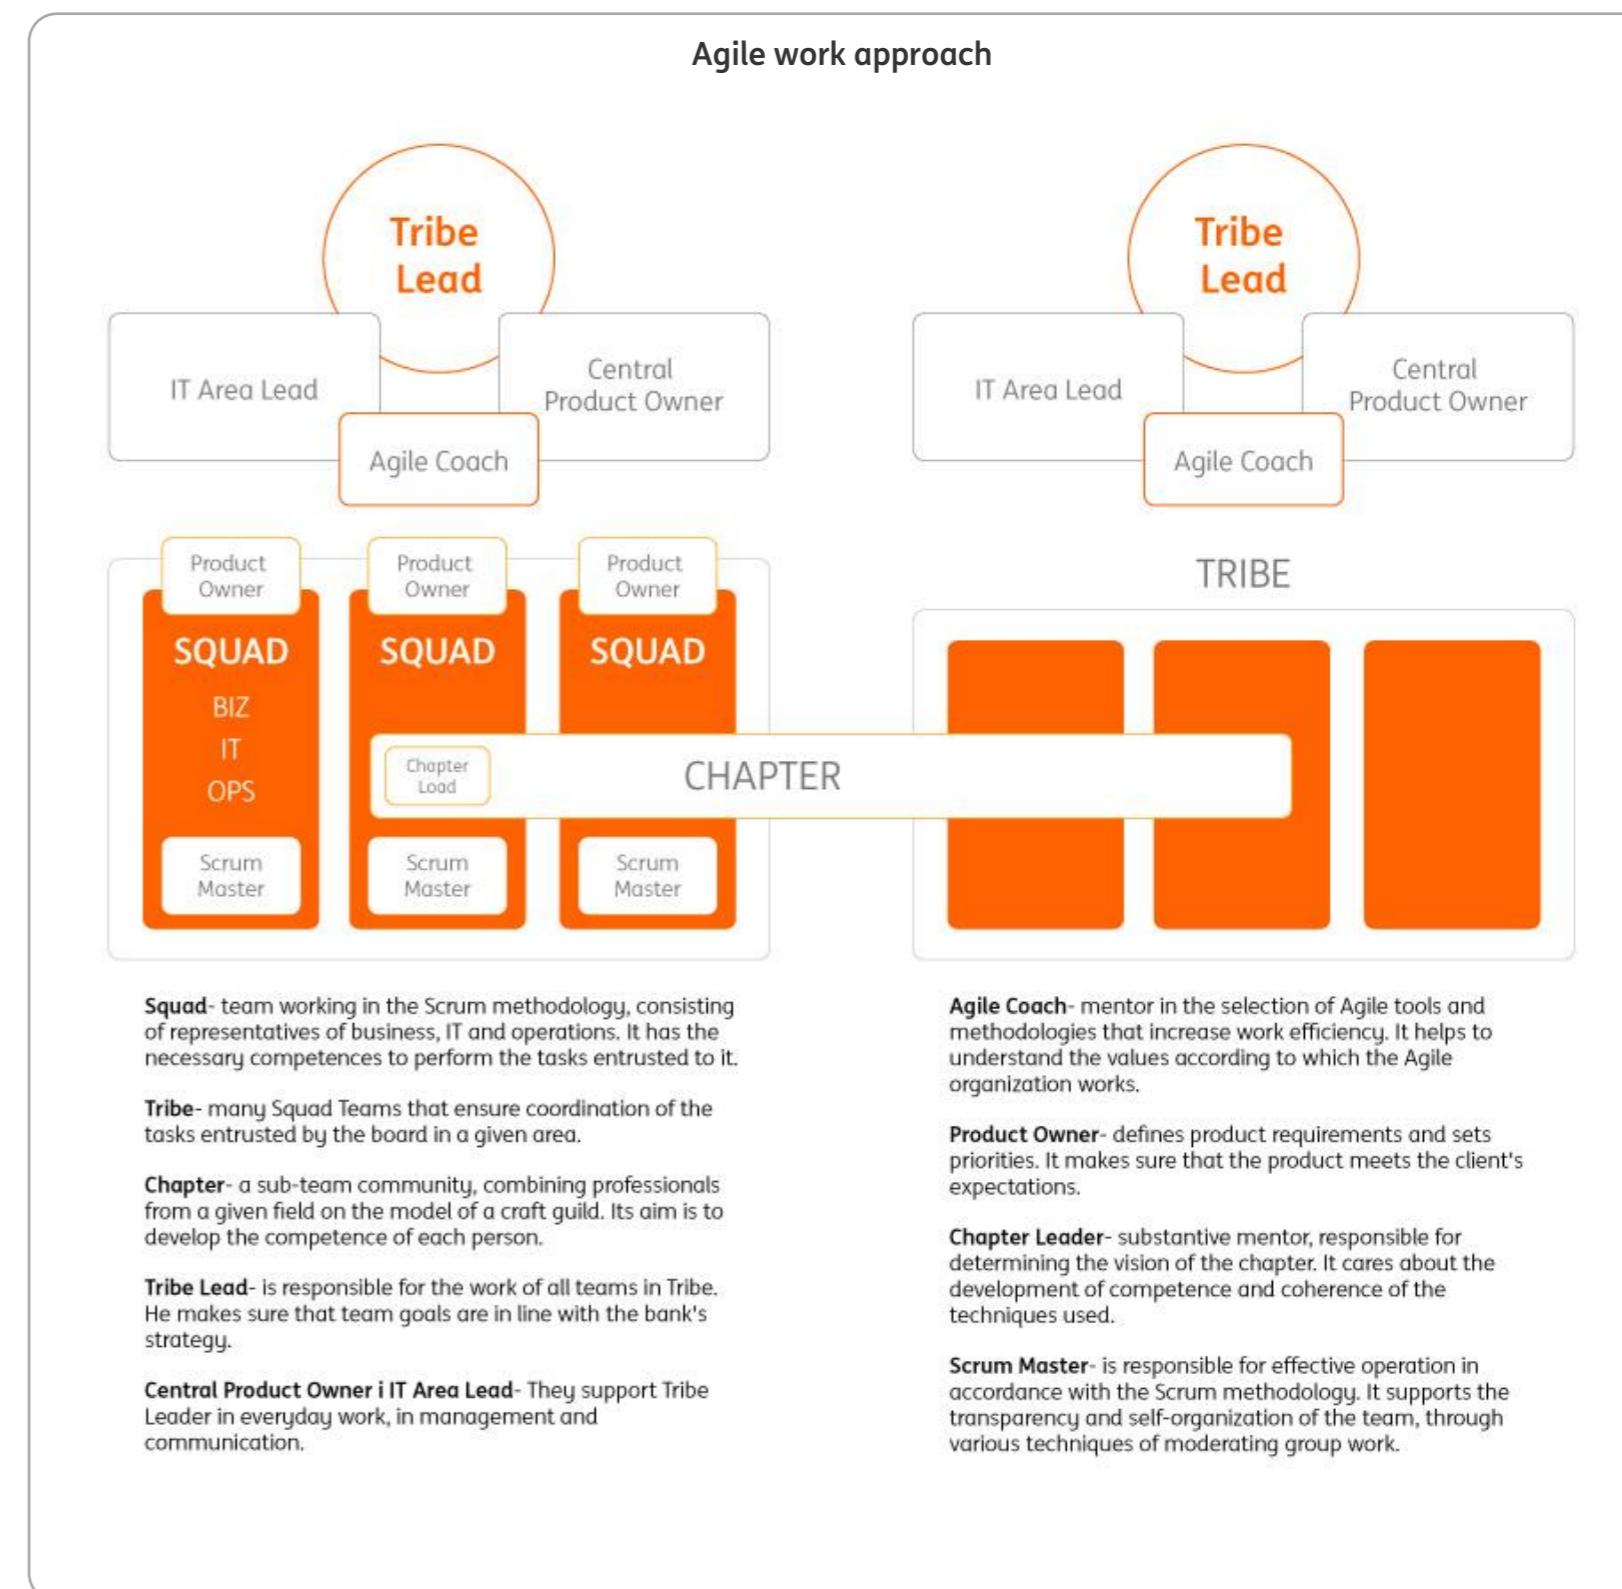 Agile work approach
Tribe
Lead
IT Area Lead
Central
Product Owner
Agile Coach
Tribe
Lead
IT Area Lead
Central
Product Owner
Agile Coach
Product
Owner
Product
Owner
Product
Owner
SQUAD
SQUAD
SQUAD
BIZ
IT
OPS
Chapter
Load
CHAPTER
Scrum
Master
Scrum
Master
Scrum
Master
TRIBE
Squad- team working in the Scrum methodology, consisting
of representatives of business, IT and operations. It has the
necessary competences to perform the tasks entrusted to it.
Tribe- many Squad Teams that ensure coordination of the
tasks entrusted by the board in a given area.
Chapter- a sub-team community, combining professionals
from a given field on the model of a craft guild. Its aim is to
develop the competence of each person.
Tribe Lead- is responsible for the work of all teams in Tribe.
He makes sure that team goals are in line with the bank's
strategy.
Central Product Owner i IT Area Lead- They support Tribe
Leader in everyday work, in management and
communication.
Agile Coach- mentor in the selection of Agile tools and
methodologies that increase work efficiency. It helps to
understand the values according to which the Agile
organization works.
Product Owner- defines product requirements and sets
priorities. It makes sure that the product meets the client's
expectations.
Chapter Leader- substantive mentor, responsible for
determining the vision of the chapter. It cares about the
development of competence and coherence of the
techniques used.
Scrum Master- is responsible for effective operation in
accordance with the Scrum methodology. It supports the
transparency and self-organization of the team, through
various techniques of moderating group work.